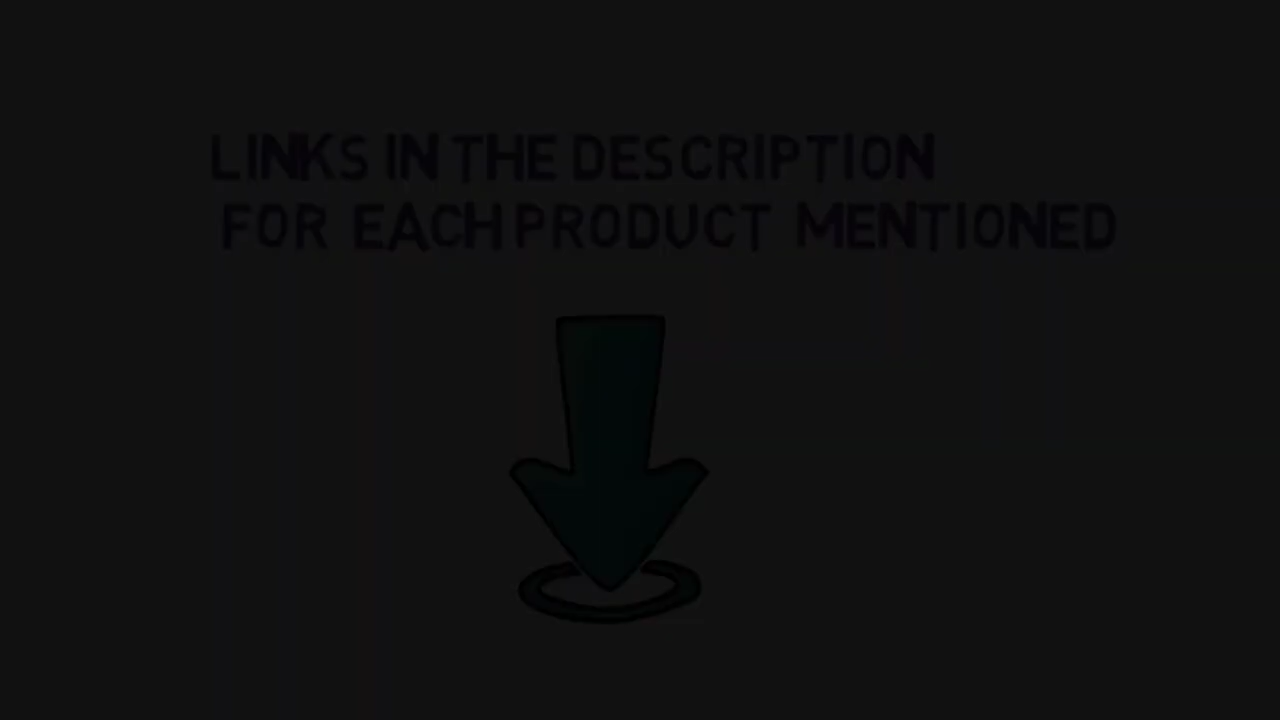 LINKS IN THE DESCRIPTION
FOR EACH PRODUCT MENTIONED